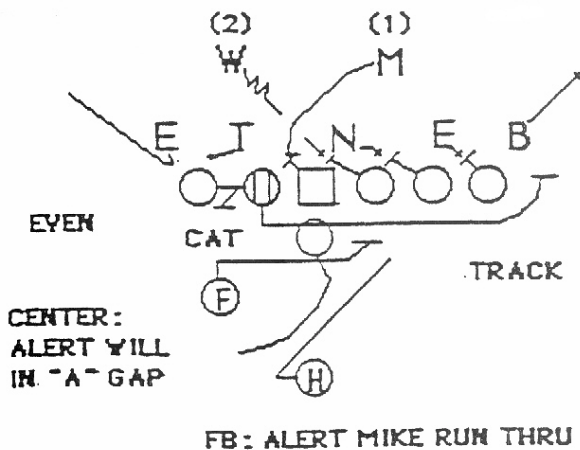 (2) (1)
W M
E T N E B
EVEN
CAT
F
TRACK
CENTER:
ALERT WILL
IN "A" GAP
H
FB: ALERT MIKE RUN THRU